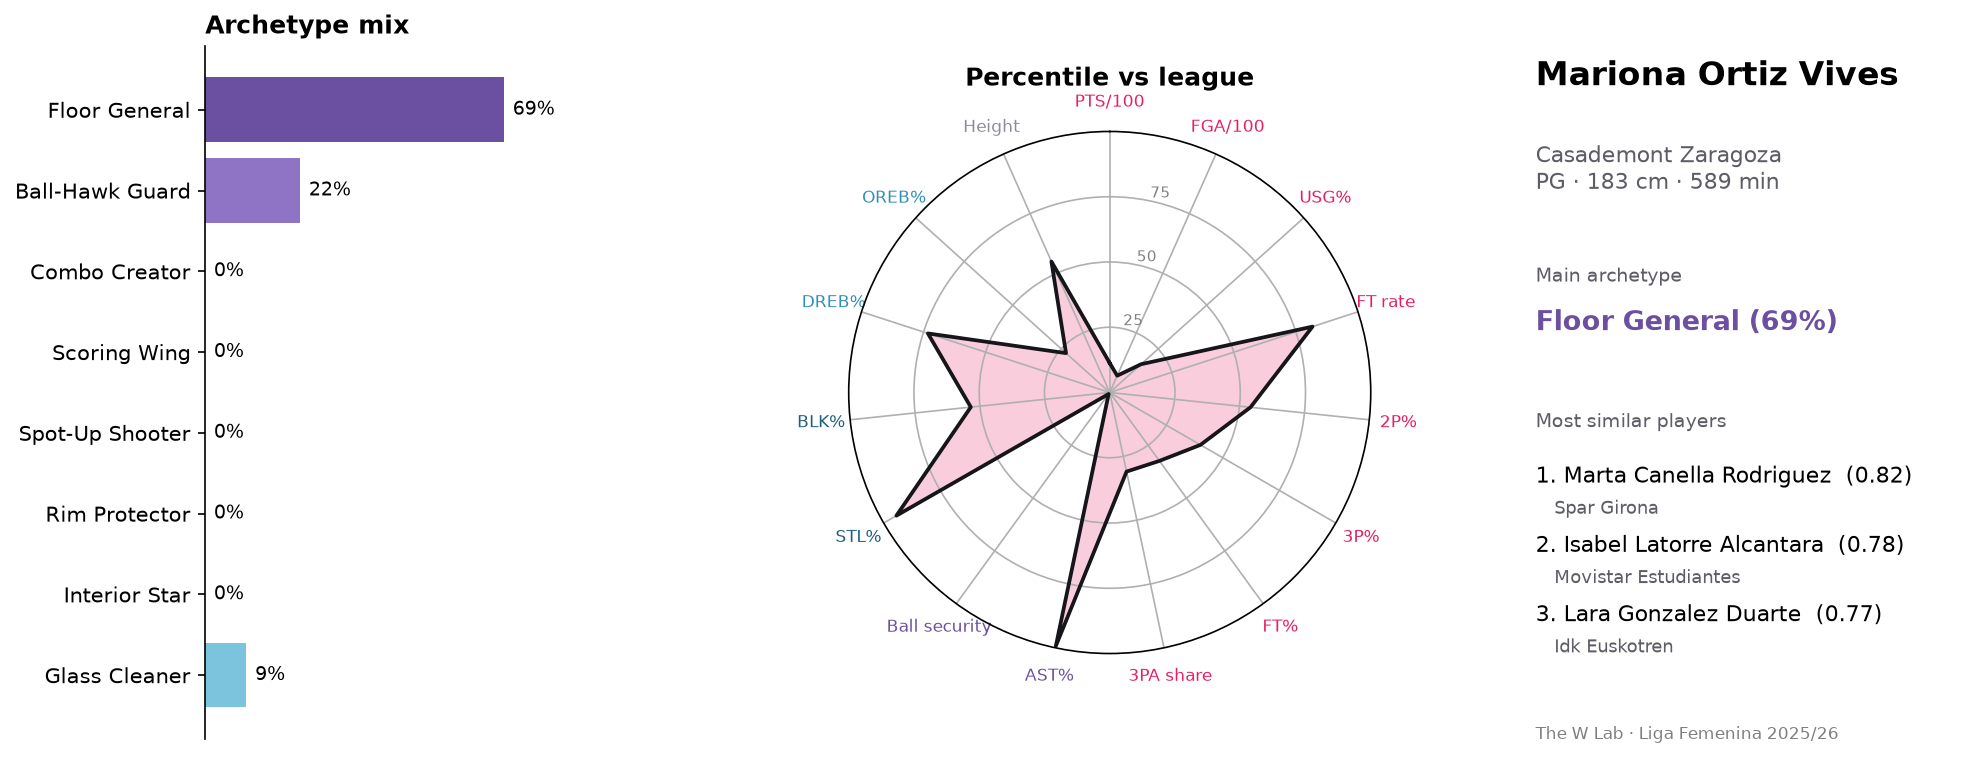 Archetype mix
Floor General
69%
Ball-Hawk Guard
22%
Combo Creator
0%
Scoring Wing
0%
Spot-Up Shooter
0%
Rim Protector
0%
Interior Star
0%
Glass Cleaner
9%
Percentile vs league
PTS/100
FGA/100
USG%
FT rate
2P%
3P%
FT%
3PA share
AST%
Ball security
STL%
BLK%
DREB%
OREB%
Height
75
50
25
Mariona Ortiz Vives
Casademont Zaragoza
PG · 183 cm · 589 min
Main archetype
Floor General (69%)
Most similar players
1. Marta Canella Rodriguez (0.82)
Spar Girona
2. Isabel Latorre Alcantara (0.78)
Movistar Estudiantes
3. Lara Gonzalez Duarte (0.77)
Idk Euskotren
The W Lab · Liga Femenina 2025/26